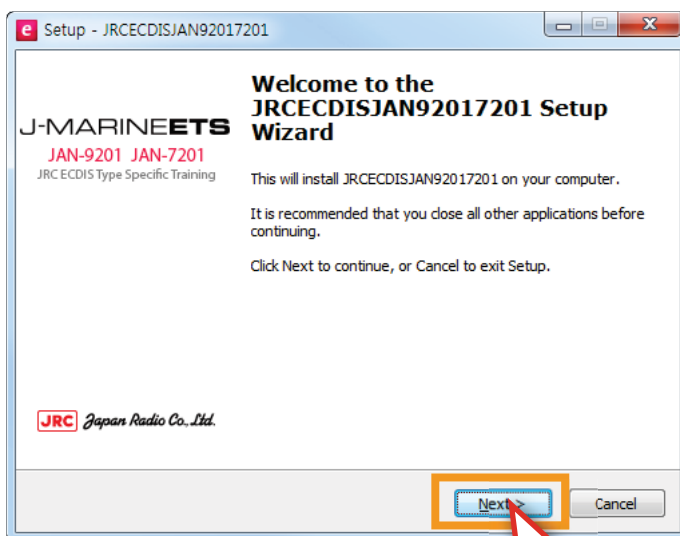 e Setup - JRCECDISJAN92017201
Welcome to the
JRCECDISJAN92017201 Setup
Wizard
J-MARINEETS
JAN-9201 JAN-7201
JRC ECDIS Type Specific Training
This will install JRCECDISJAN92017201 on your computer.
It is recommended that you close all other applications before
continuing.
Click Next to continue, or Cancel to exit Setup.
JRC Japan Radio Co., Ltd.
Next >
Cancel